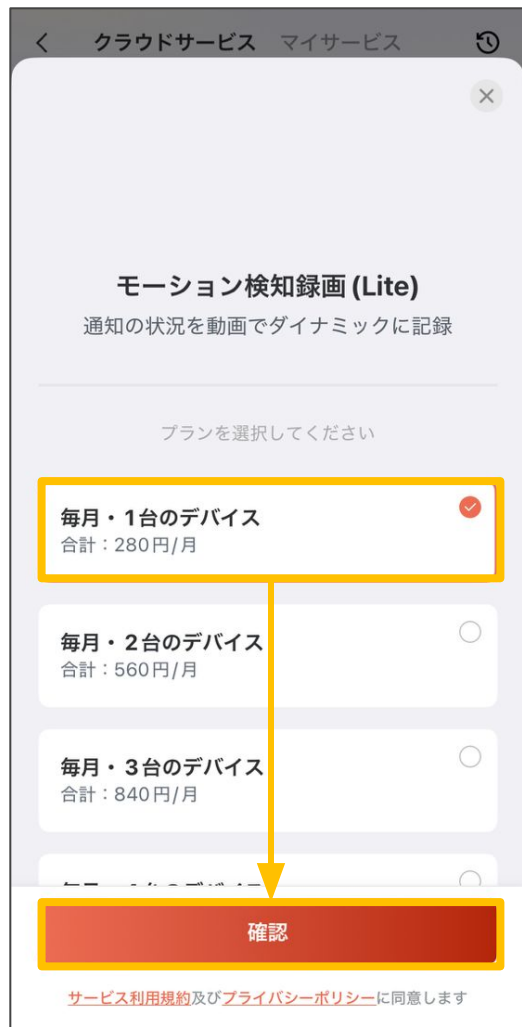 クラウドサービス マイサービス
モーション検知録画(Lite)
通知の状況を動画でダイナミックに記録
プランを選択してください
毎月・1台のデバイス
合計：280円/月
毎月・2台のデバイス
合計：560円/月
毎月・3台のデバイス
合計：840円/月
確認
サービス利用規約及びプライバシーポリシーに同意します